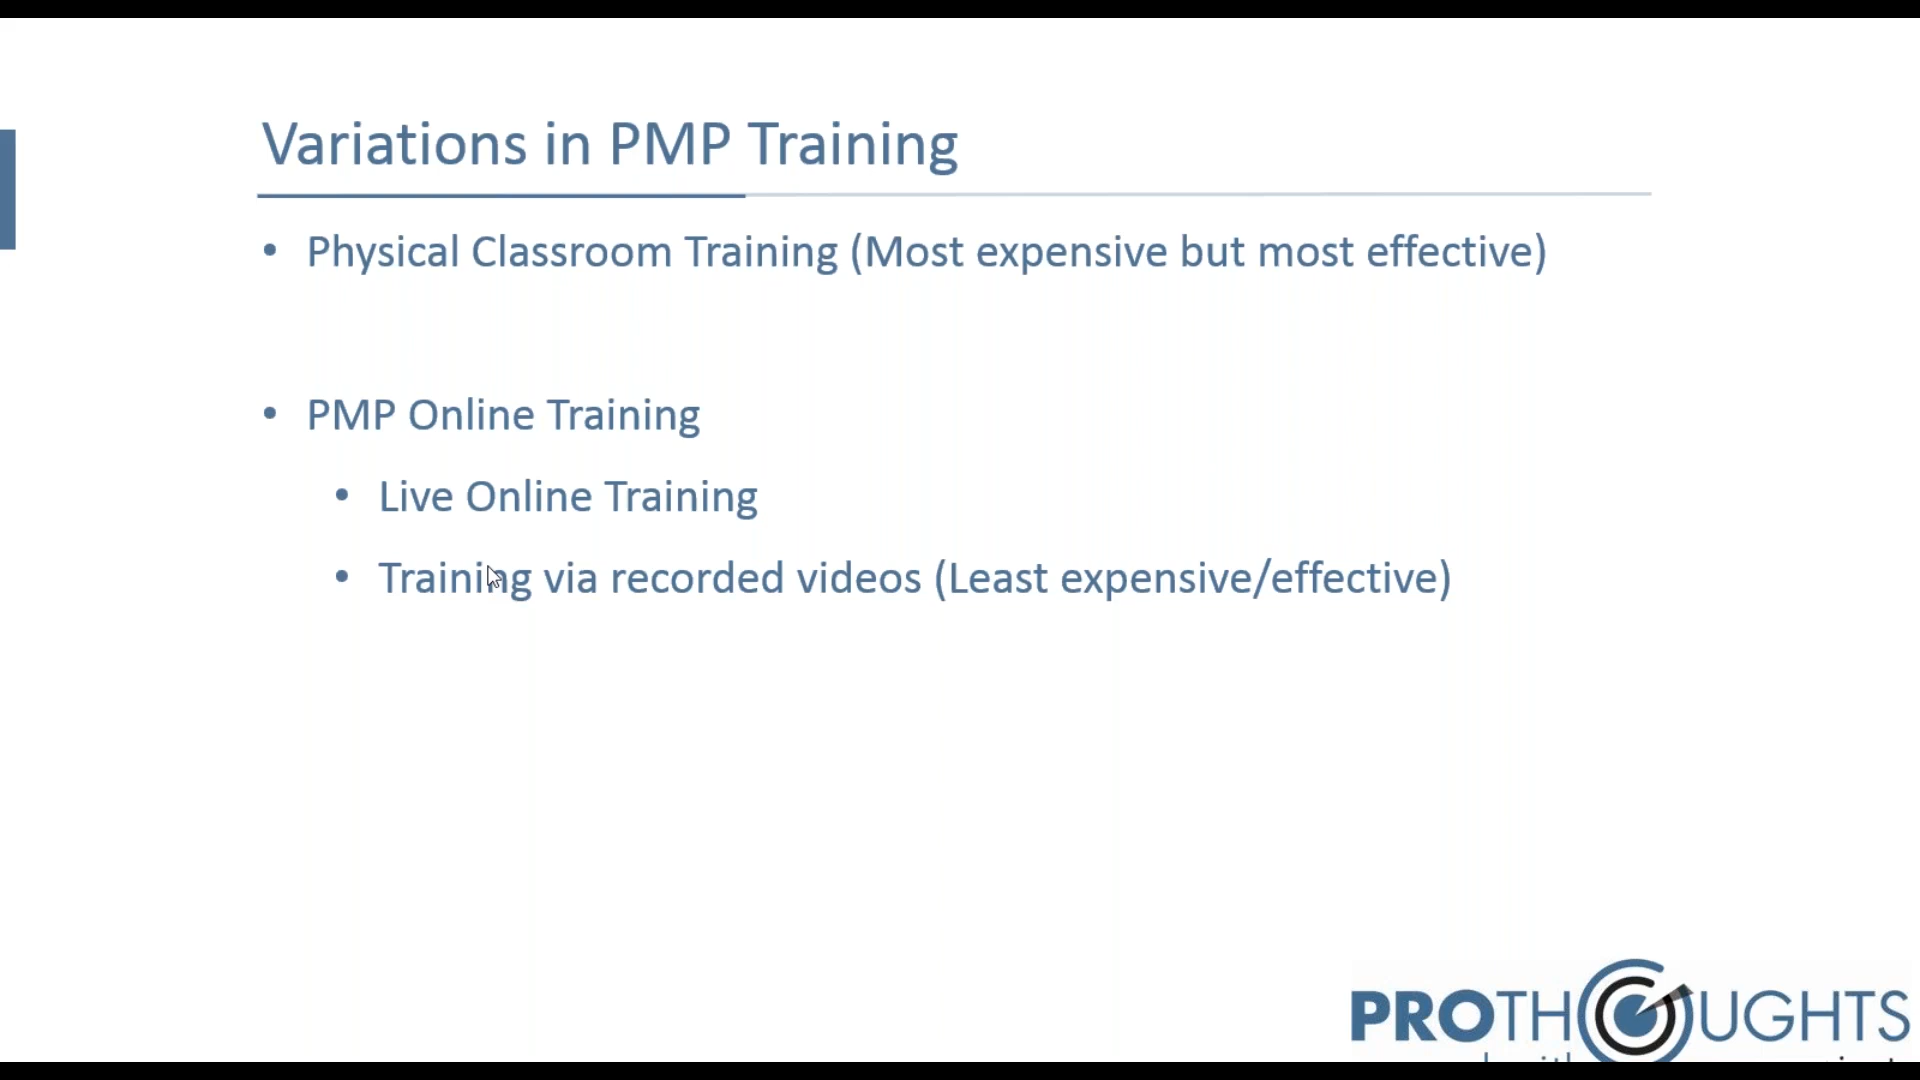 Variations in PMP Training
• Physical Classroom Training (Most expensive but most effective)
• PMP Online Training
• Live Online Training
• Training via recorded videos (Least expensive/effective)
PROTHOUGHTS